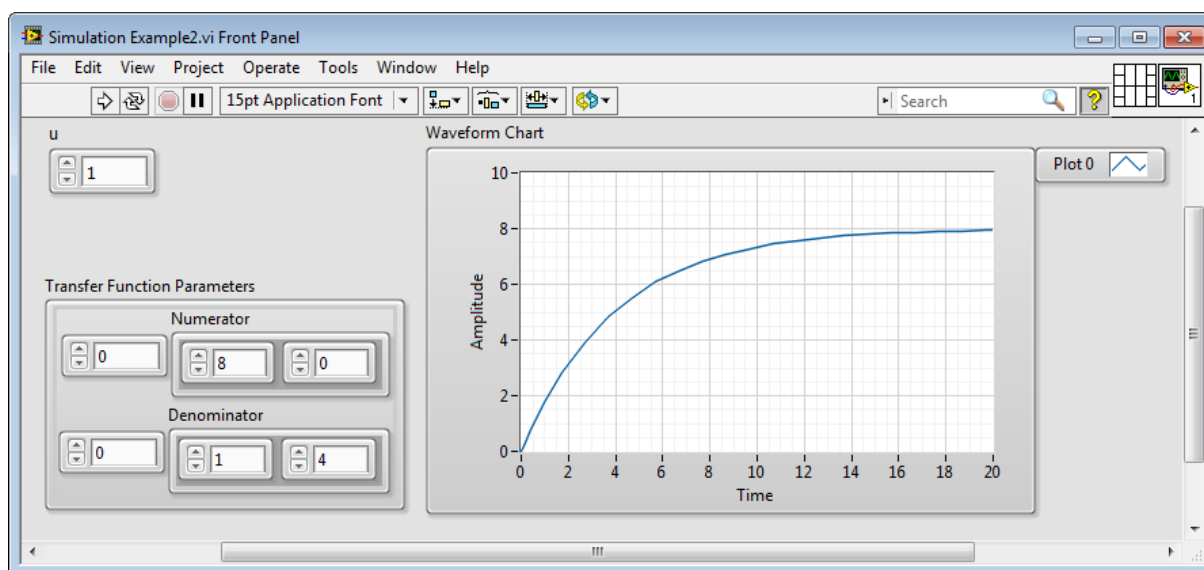 Simulation Example2.vi Front Panel
File Edit View Project Operate Tools Window Help
15pt Application Font
Search
?
1
u
1
Waveform Chart
Plot 0
10
8
6
4
2
0
Amplitude
0 2 4 6 8 10 12 14 16 18 20
Time
Transfer Function Parameters
Numerator
0 8 0
Denominator
0 1 4